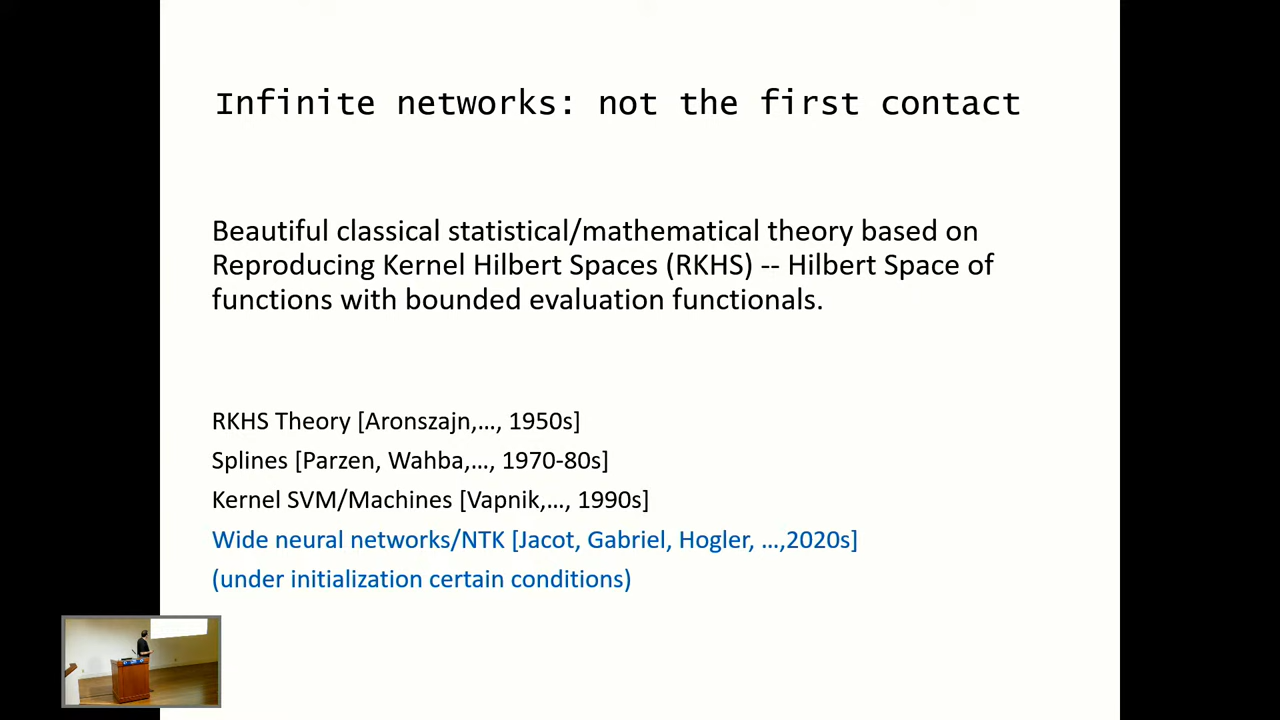 Infinite networks: not the first contact
Beautiful classical statistical/mathematical theory based on
Reproducing Kernel Hilbert Spaces (RKHS) -- Hilbert Space of
functions with bounded evaluation functionals.
RKHS Theory [Aronszajn,…, 1950s]
Splines [Parzen, Wahba,…, 1970-80s]
Kernel SVM/Machines [Vapnik,…, 1990s]
Wide neural networks/NTK [Jacot, Gabriel, Hogler, …,2020s]
(under initialization certain conditions)